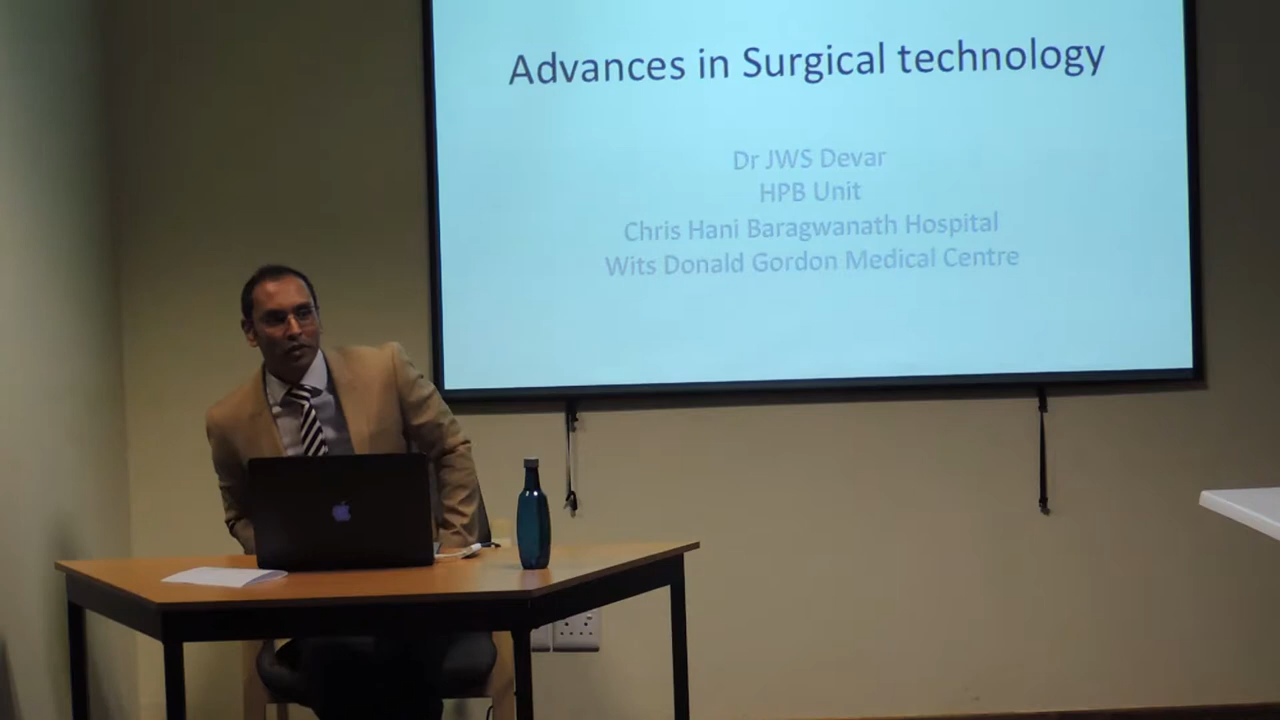 Advances in Surgical technology
Dr JWS Devar
HPB Unit
Chris Hani Baragwanath Hospital
Wits Donald Gordon Medical Centre